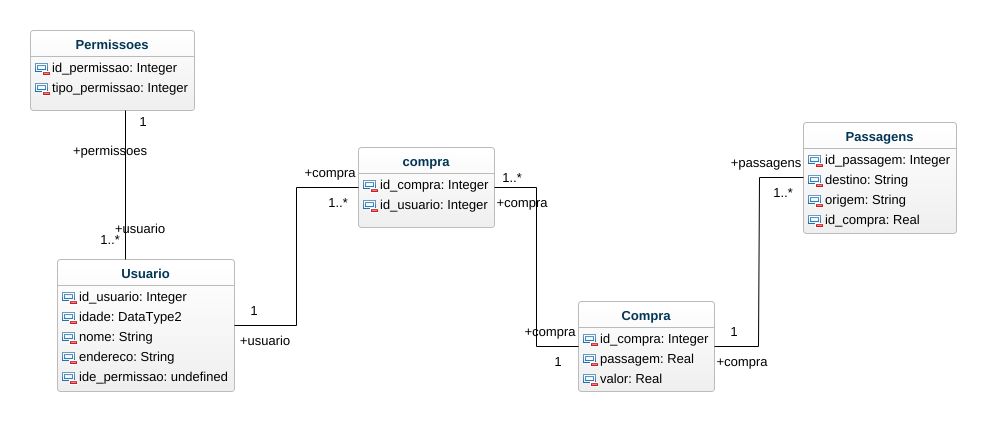 Permissoes
id_permissao: Integer
tipo_permissao: Integer
1
+permissoes
+usuario
1..*
Usuario
id_usuario: Integer
idade: DataType2
nome: String
endereco: String
ide_permissao: undefined
1
+usuario
+compra
1..*
compra
id_compra: Integer
id_usuario: Integer
1..*
+compra
+compra
1
Compra
id_compra: Integer
passagem: Real
valor: Real
1
+compra
+passagens
1..*
Passagens
id_passagem: Integer
destino: String
origem: String
id_compra: Real